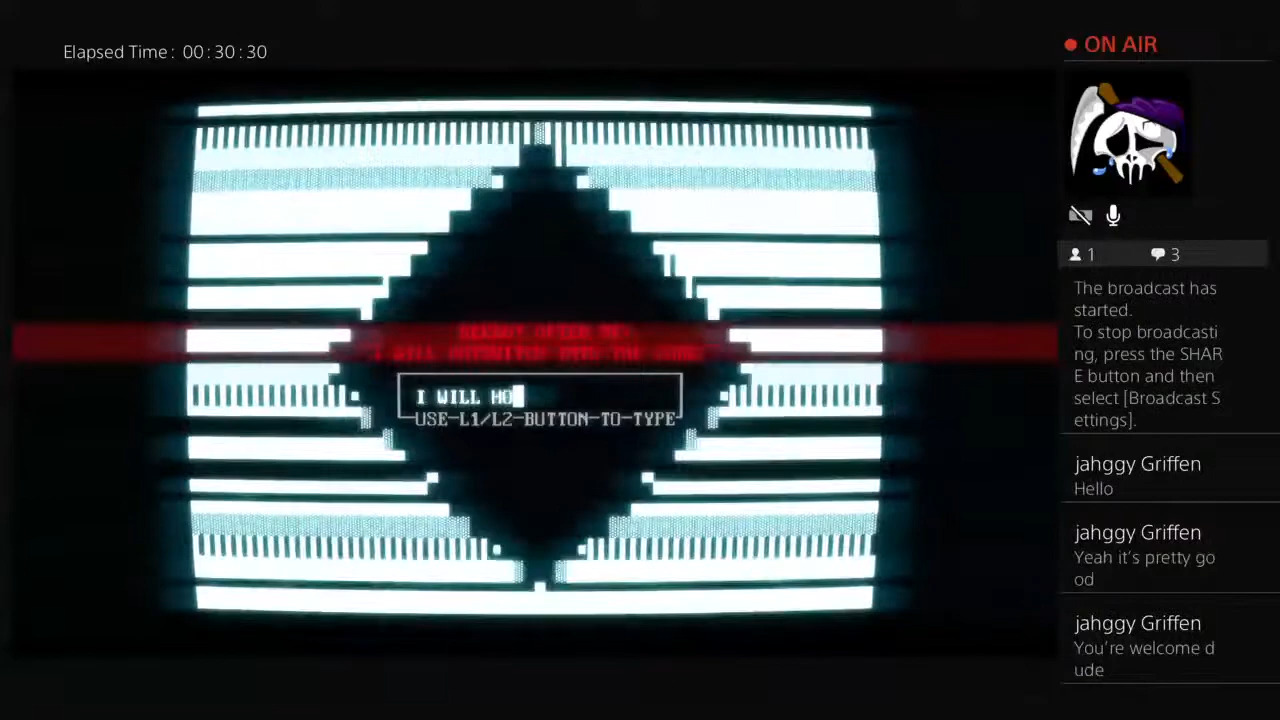 Elapsed Time: 00:30:30
ON AIR
1
3
The broadcast has
started.
To stop broadcasti
ng, press the SHAR
E button and then
select [Broadcast S
ettings].
I WILL
I WILL HO
USE-L1/L2-BUTTON-TO-TYPE
jahggy Griffen
Hello
jahggy Griffen
Yeah it's pretty go
od
jahggy Griffen
You're welcome d
ude